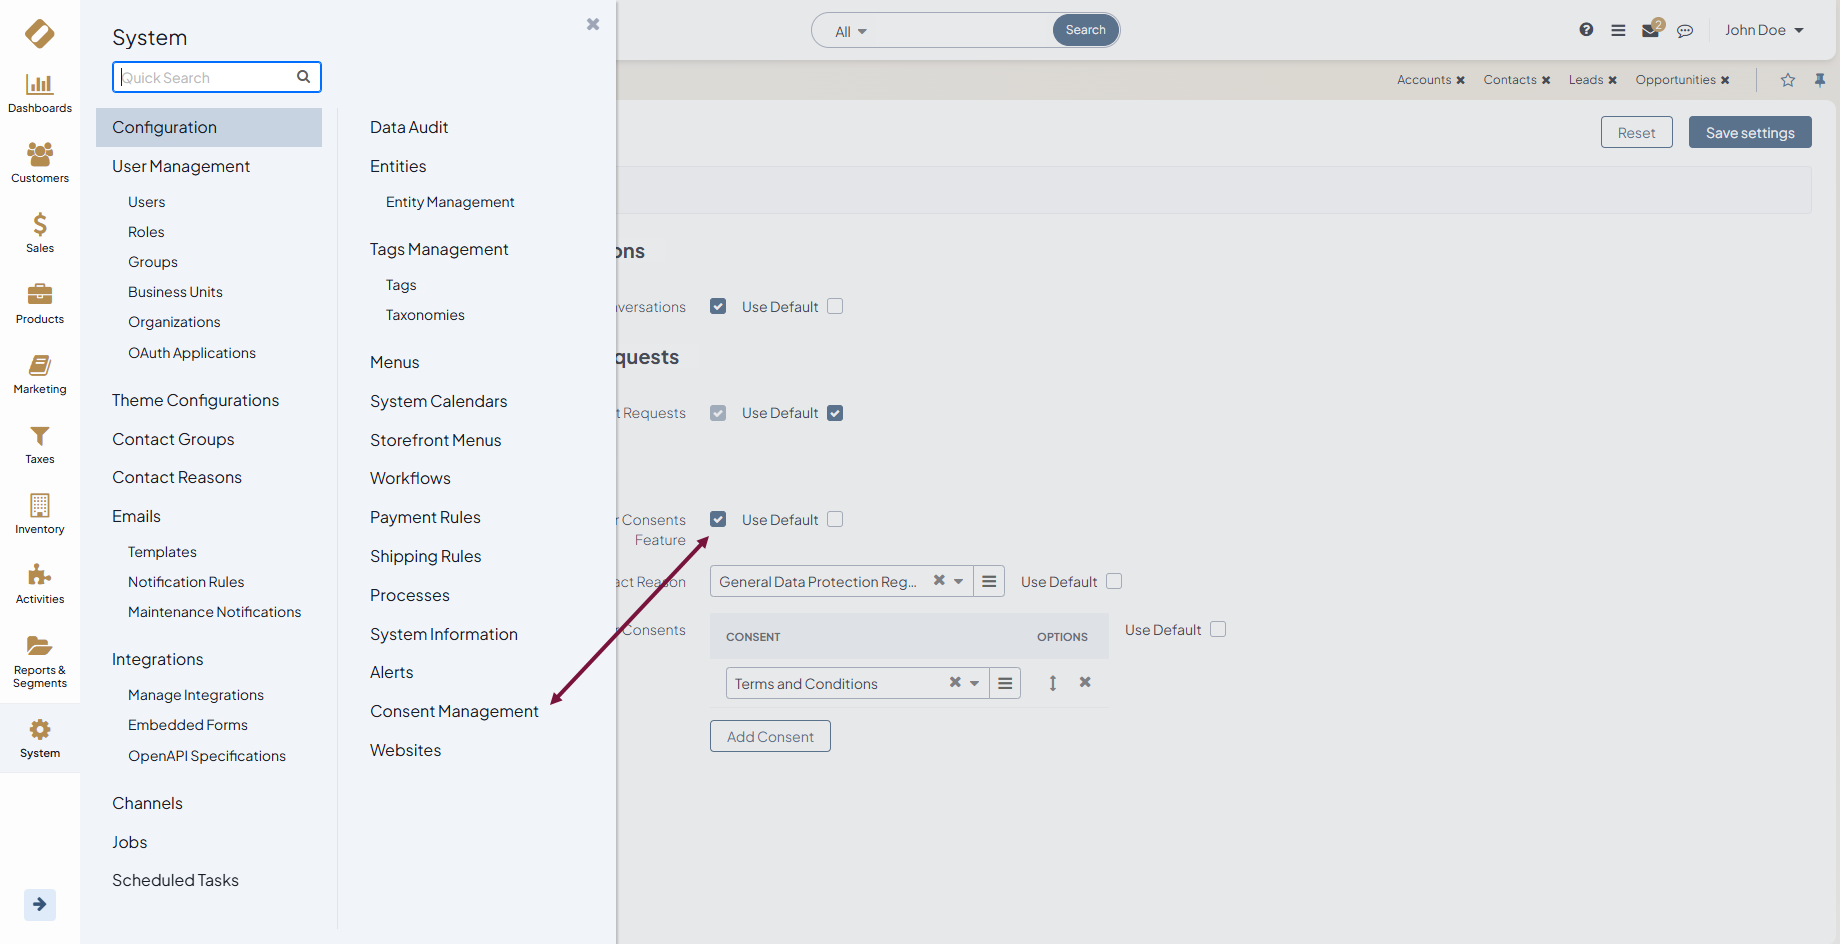 Dashboards
Customers
Sales
Products
Marketing
Taxes
Inventory
Activities
Reports &
Segments
System
System
Quick Search
Configuration
User Management
Users
Roles
Groups
Business Units
Organizations
OAuth Applications
Theme Configurations
Contact Groups
Contact Reasons
Emails
Templates
Notification Rules
Maintenance Notifications
Integrations
Manage Integrations
Embedded Forms
OpenAPI Specifications
Channels
Jobs
Scheduled Tasks
Data Audit
Entities
Entity Management
Tags Management
Tags
Taxonomies
Menus
System Calendars
Storefront Menus
Workflows
Payment Rules
Shipping Rules
Processes
System Information
Alerts
Consent Management
Websites
All
Search
2
John Doe
Accounts
Contacts
Leads
Opportunities
Reset
Save settings
ons
versations Use Default
quests
t Requests Use Default
r Consents Use Default
Feature
act Reason General Data Protection Reg... Use Default
Consents CONSENT OPTIONS Use Default
Terms and Conditions
Add Consent